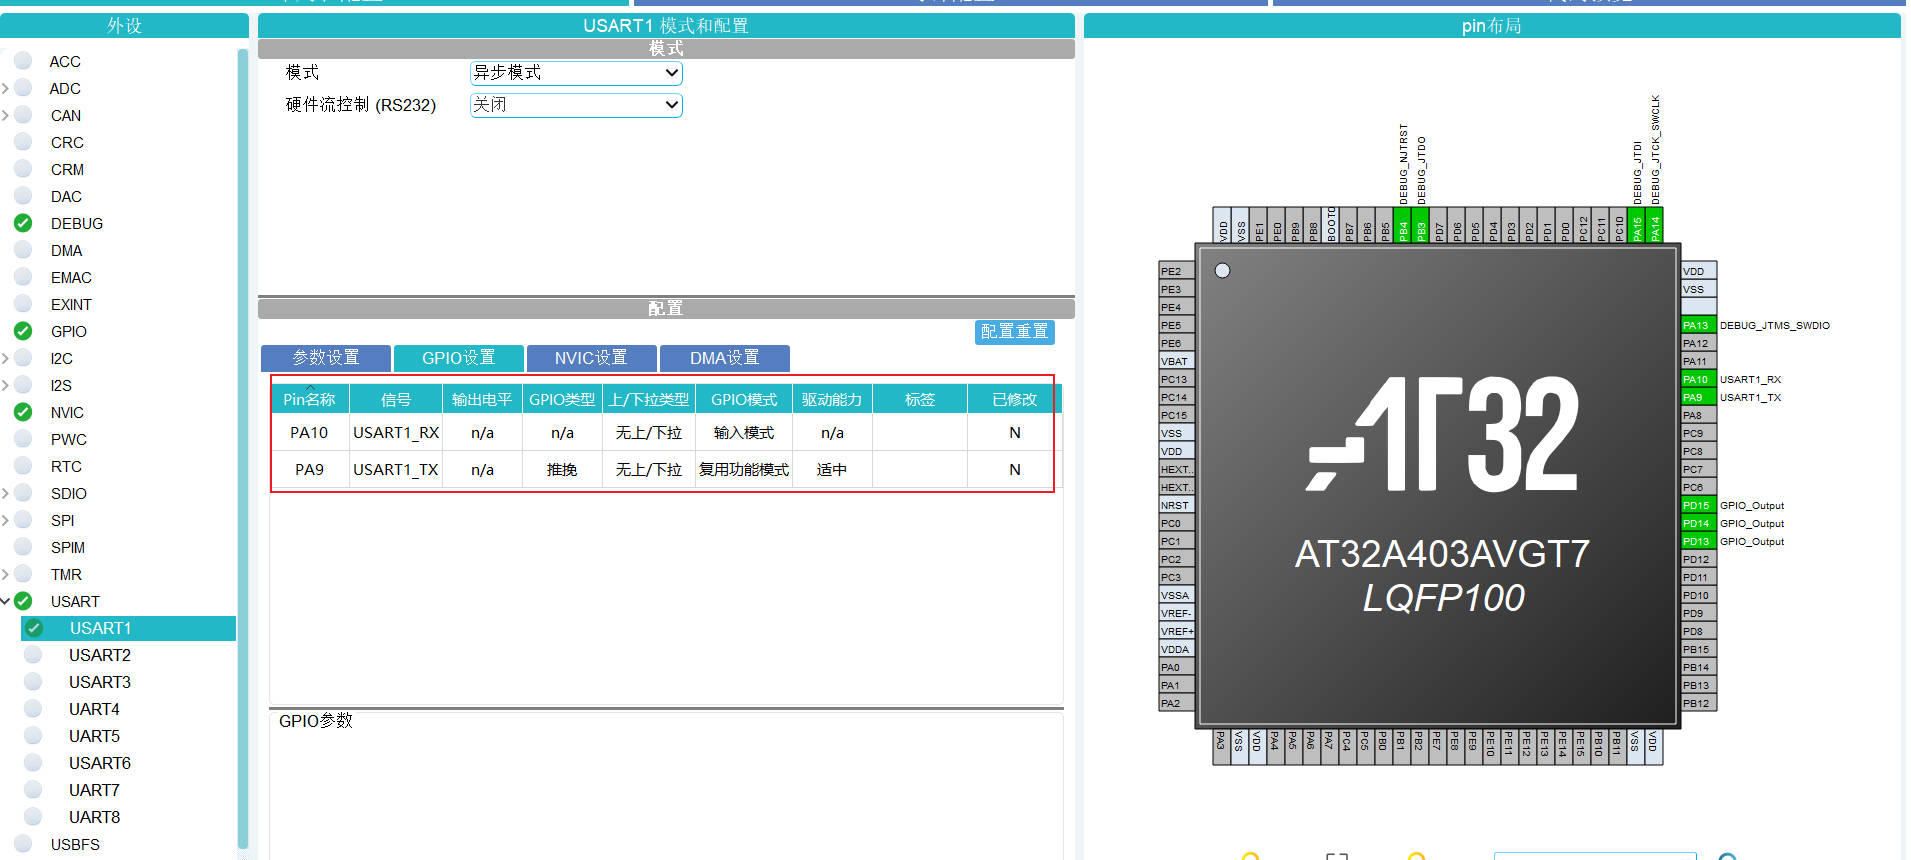 外设
ACC
ADC
CAN
CRC
CRM
DAC
DEBUG
DMA
EMAC
EXINT
GPIO
I2C
I2S
NVIC
PWC
RTC
SDIO
SPI
SPIM
TMR
USART
USART1
USART2
USART3
UART4
UART5
USART6
UART7
UART8
USBFS
USART1 模式和配置
模式
模式 异步模式
硬件流控制 (RS232) 关闭
配置
配置重置
参数设置 GPIO设置 NVIC设置 DMA设置
Pin名称 信号 输出电平 GPIO类型 上/下拉类型 GPIO模式 驱动能力 标签 已修改
PA10 USART1_RX n/a n/a 无上/下拉 输入模式 n/a N
PA9 USART1_TX n/a 推挽 无上/下拉 复用功能模式 适中 N
GPIO参数
pin布局
DEBUG_NJTRST
DEBUG_JTDO
DEBUG_JTDI
DEBUG_JTCK_SWCLK
VDD
VSS
PE1
PE0
PB9
PB8
BOOT0
PB7
PB6
PB5
PB4
PB3
PD7
PD6
PD5
PD4
PD3
PD2
PD1
PD0
PC12
PC11
PC10
PA15
PA14
PE2
PE3
PE4
PE5
PE6
VBAT
PC13
PC14
PC15
VSS
VDD
HEXT..
HEXT..
NRST
PC0
PC1
PC2
PC3
VSSA
VREF-
VREF+
VDDA
PA0
PA1
PA2
AT32
AT32A403AVGT7
LQFP100
VDD
VSS
PA13 DEBUG_JTMS_SWDIO
PA12
PA11
PA10 USART1_RX
PA9 USART1_TX
PA8
PC9
PC8
PC7
PC6
PD15 GPIO_Output
PD14 GPIO_Output
PD13 GPIO_Output
PD12
PD11
PD10
PD9
PD8
PB15
PB14
PB13
PB12
PA3
VSS
VDD
PA4
PA5
PA6
PA7
PC4
PC5
PB0
PB1
PB2
PE7
PE8
PE9
PE10
PE11
PE12
PE13
PE14
PE15
PB10
PB11
VSS
VDD